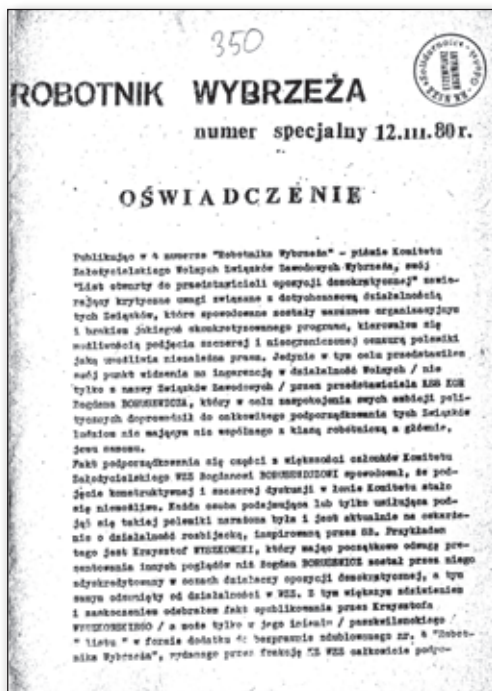 350
ROBOTNIK WYBRZEŻA
numer specjalny 12.III.80r.
OŚWIADCZENIE
Publikując w 4 numerze "Robotnika Wybrzeża" - piśmie Komitetu
Założycielskiego Wolnych Związków Zawodowych Wybrzeża, swój
"List otwarty do przedstawicieli opozycji demokratycznej" zawie-
rający krytyczne uwagi związane z dotychczasową działalnością
tych Związków, które spowodowane zostały marazmem organizacyjnym
i brakiem jakiegoś skonkretyzowanego programu, kierowałem się
możliwością podjęcia szczerej i nieograniczonej cenzurą polemiki
jaką umożliwia niezależna prasa. Jedynie w tym celu przedstawiłem
swój punkt widzenia na ingerencję w działalność Wolnych / nie
tylko z nazwy Związków Zawodowych / przez przedstawiciela KSS KOR
Bogdana BORUSEWICZA, który w celu zaspokojenia swych ambicji poli-
tycznych doprowadził do całkowitego podporządkowania tych Związków
ludziom nie mającym nic wspólnego z klasą robotniczą a głównie,
jemu samemu.
Fakt podporządkowania się części z większości członków Komitetu
Założycielskiego WZZ Bogdanowi BORUSEWICZOWI spowodował, że pod-
jęcie konstruktywnej i szczerej dyskusji w łonie Komitetu stało
się niemożliwe. Każda osoba podejmująca lub tylko usiłująca pod-
jąć się takiej polemiki narażona była i jest aktualnie na oskarże-
nie o działalność rozbijacką, inspirowaną przez SB. Przykładem
tego jest Krzysztof WYSZKOWSKI, który mając początkowo odwagę pre-
zentowania innych poglądów niż Bogdan BORUSEWICZ został przez niego
zdyskredytowany w oczach działaczy opozycji demokratycznej, a tym
samym odsunięty od działalności w WZZ. Z tym większym zdziwieniem
i zaskoczeniem odebrałem fakt opublikowania przez Krzysztofa
WYSZKOWSKIEGO / a może tylko z jego imieniem / paszkwilanckiego /
" listu " w formie dodatku do bezprawnie zdublowanego nr. 4 "Robot-
nika Wybrzeża", wydanego przez frakcję KZ WZZ całkowicie podpo-